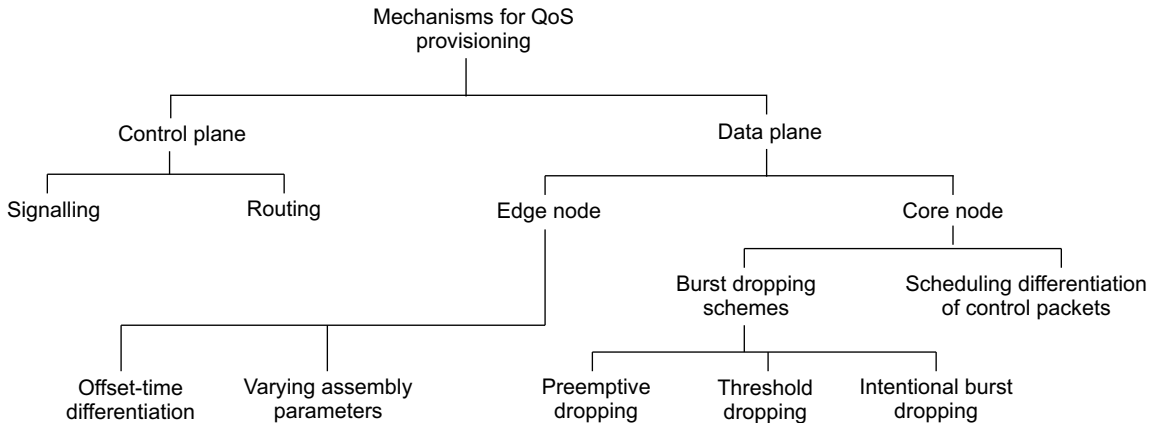 Mechanisms for QoS
provisioning
Control plane
Data plane
Signalling
Routing
Edge node
Core node
Burst dropping
schemes
Scheduling differentiation
of control packets
Offset-time
differentiation
Varying assembly
parameters
Preemptive
dropping
Threshold
dropping
Intentional burst
dropping